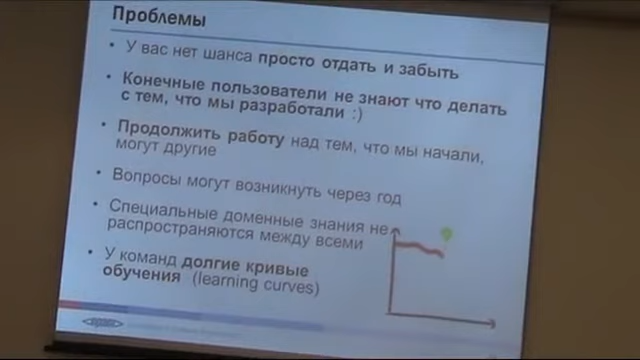 Проблемы
• У вас нет шанса просто отдать и забыть
• Конечные пользователи не знают что делать
с тем, что мы разработали :)
• Продолжить работу над тем, что мы начали,
могут другие
• Вопросы могут возникнуть через год
• Специальные доменные знания не
распространяются между всеми
• У команд долгие кривые
обучения (learning curves)